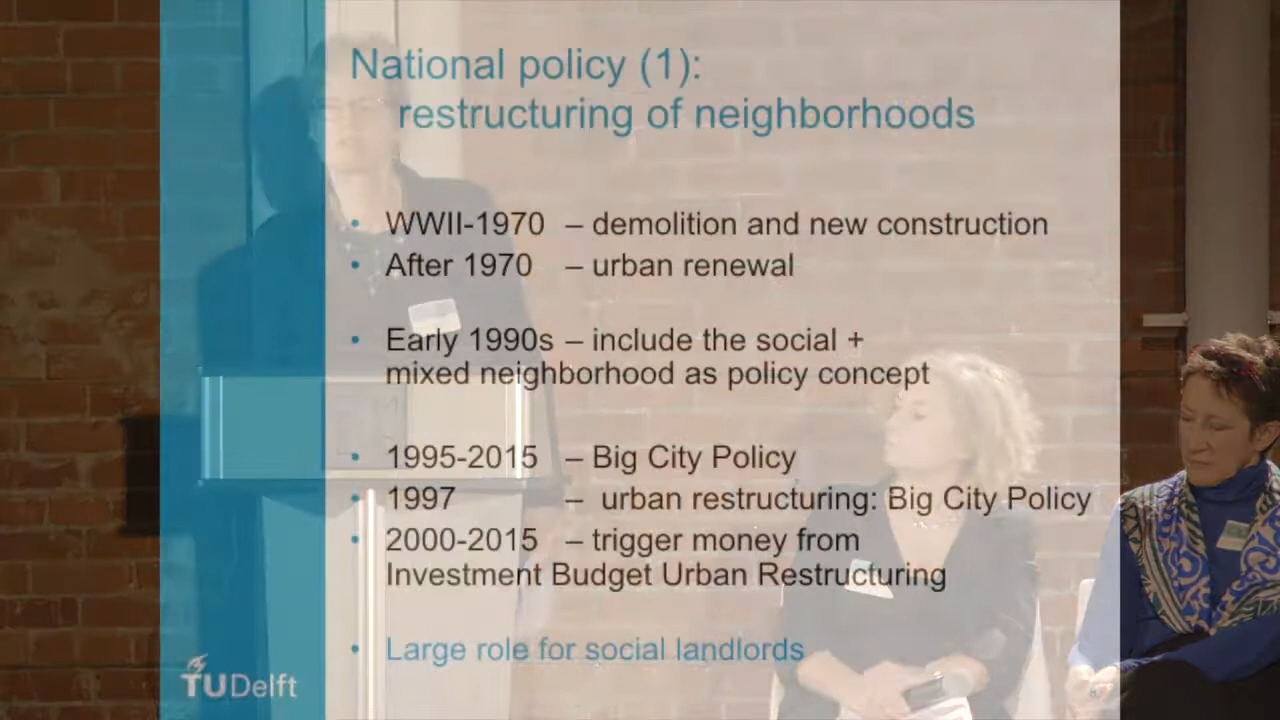 National policy (1):
restructuring of neighborhoods
• WWII-1970 – demolition and new construction
• After 1970 – urban renewal
• Early 1990s – include the social +
mixed neighborhood as policy concept
• 1995-2015 – Big City Policy
• 1997 – urban restructuring: Big City Policy
• 2000-2015 – trigger money from
Investment Budget Urban Restructuring
• Large role for social landlords
TUDelft